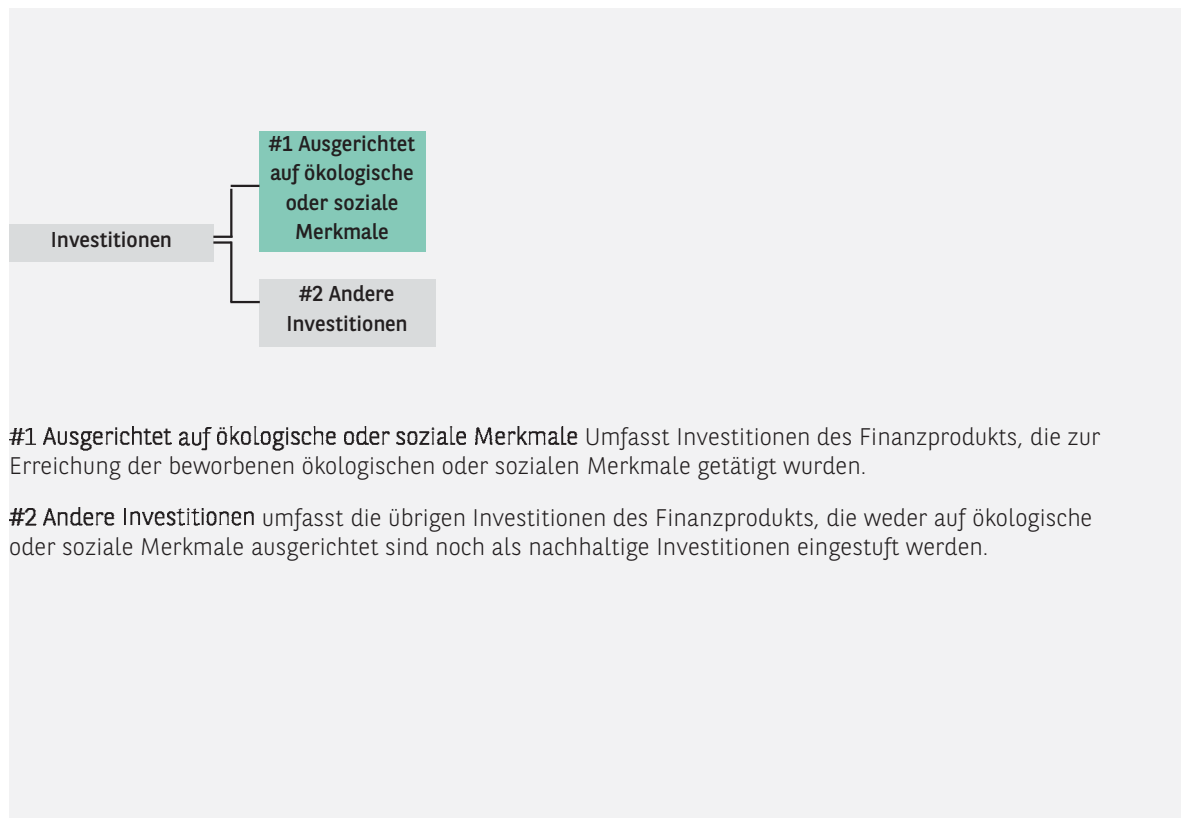 #1 Ausgerichtet
auf ökologische
oder soziale
Merkmale
Investitionen
#2 Andere
Investitionen
#1 Ausgerichtet auf ökologische oder soziale Merkmale Umfasst Investitionen des Finanzprodukts, die zur
Erreichung der beworbenen ökologischen oder sozialen Merkmale getätigt wurden.
#2 Andere Investitionen umfasst die übrigen Investitionen des Finanzprodukts, die weder auf ökologische
oder soziale Merkmale ausgerichtet sind noch als nachhaltige Investitionen eingestuft werden.